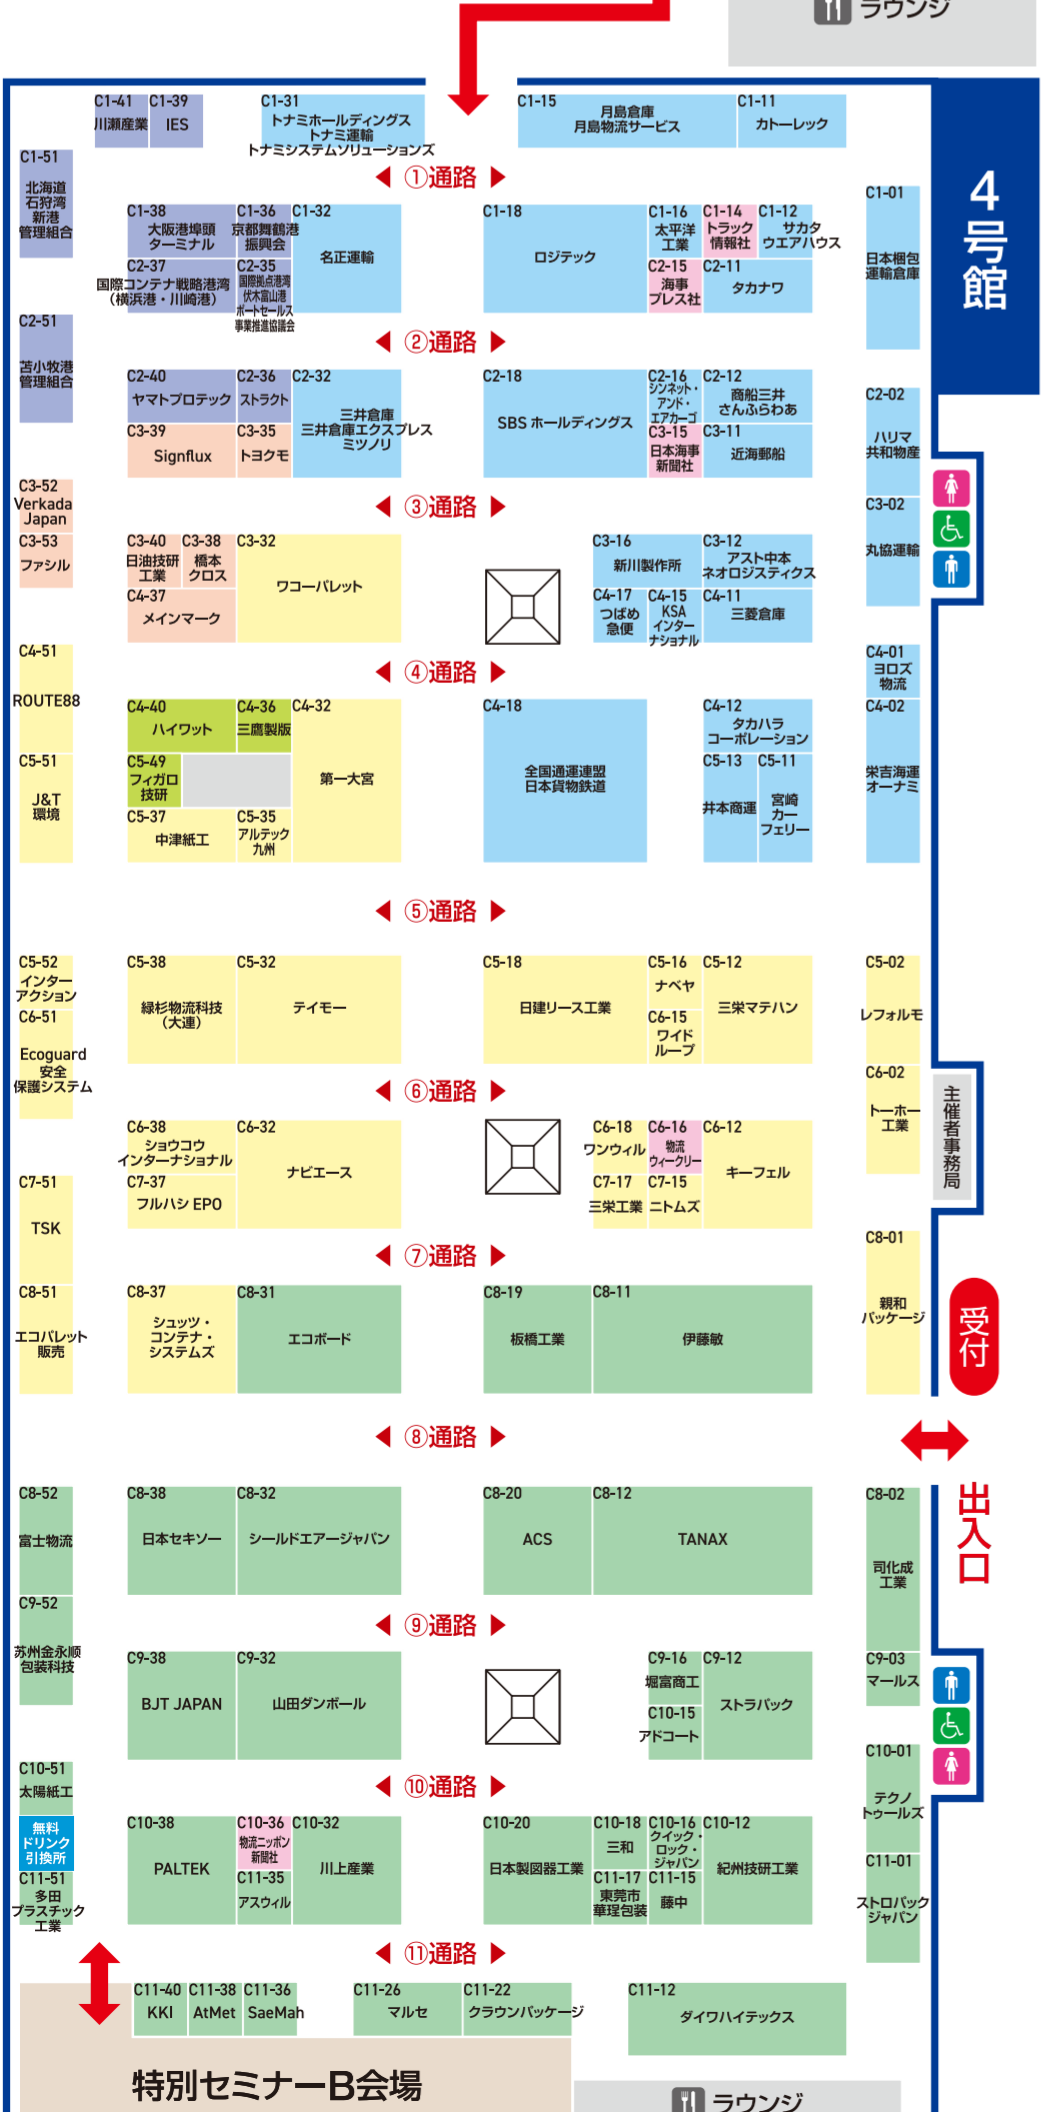 ラウンジ
4号館
C1-41
川瀬産業
C1-39
IES
C1-31
トナミホールディングス
トナミ運輸
トナミシステムソリューションズ
C1-15
月島倉庫
月島物流サービス
C1-11
カトーレック
C1-51
北海道
石狩湾
新港
管理組合
①通路
C1-38
大阪港埠頭
ターミナル
C1-36
京都舞鶴港
振興会
C1-32
名正運輸
C2-37
国際コンテナ戦略港湾
（横浜港・川崎港）
C2-35
国際拠点港湾
伏木富山港
ポートセールス
事業推進協議会
C1-18
ロジテック
C1-16
太平洋
工業
C1-14
トラック
情報社
C1-12
サカタ
ウエアハウス
C2-15
海事
プレス社
C2-11
タカナワ
C1-01
日本梱包
運輸倉庫
C2-51
苫小牧港
管理組合
②通路
C2-40
ヤマトプロテック
C2-36
ストラクト
C2-32
三井倉庫
三井倉庫エクスプレス
ミツノリ
C3-39
Signflux
C3-35
トヨクモ
C2-18
SBS ホールディングス
C2-16
シンネット・
アンド・
エアカーゴ
C2-12
商船三井
さんふらわあ
C3-15
日本海事
新聞社
C3-11
近海郵船
C2-02
ハリマ
共和物産
C3-52
Verkada
Japan
C3-53
ファシル
③通路
C3-02
丸協運輸
C3-40
日油技研
工業
C3-38
橋本
クロス
C3-32
ワコーパレット
C4-37
メインマーク
C3-16
新川製作所
C3-12
アスト中本
ネオロジスティクス
C4-17
つばめ
急便
C4-15
KSA
インター
ナショナル
C4-11
三菱倉庫
C4-51
ROUTE88
④通路
C4-01
ヨロズ
物流
C4-40
ハイワット
C4-36
三鷹製版
C4-32
第一大宮
C5-49
フィガロ
技研
C5-37
中津紙工
C5-35
アルテック
九州
C4-18
全国通運連盟
日本貨物鉄道
C4-12
タカハラ
コーポレーション
C5-13
井本商運
C5-11
宮崎
カー
フェリー
C4-02
栄吉海運
オーナミ
C5-51
J&T
環境
⑤通路
C5-52
インター
アクション
C5-38
緑杉物流科技
（大連）
C5-32
テイモー
C5-18
日建リース工業
C5-16
ナベヤ
C5-12
三栄マテハン
C6-15
ワイド
ループ
C5-02
レフォルモ
C6-51
Ecoguard
安全
保護システム
⑥通路
C6-02
トーホー
工業
主催者事務局
C6-38
ショウコウ
インターナショナル
C6-32
ナビエース
C7-37
フルハシ EPO
C6-18
ワンウィル
C6-16
物流
ウィークリー
C6-12
キーフェル
C7-17
三栄工業
C7-15
ニトムズ
C7-51
TSK
⑦通路
C8-01
親和
パッケージ
受付
C8-51
エコパレット
販売
C8-37
シュッツ・
コンテナ・
システムズ
C8-31
エコボード
C8-19
板橋工業
C8-11
伊藤敏
⑧通路
出入口
C8-52
富士物流
C8-38
日本セキソー
C8-32
シールドエアージャパン
C8-20
ACS
C8-12
TANAX
C8-02
司化成
工業
C9-52
苏州金永顺
包装科技
⑨通路
C9-38
BJT JAPAN
C9-32
山田ダンボール
C9-16
堀富商工
C9-12
ストラパック
C10-15
アドコート
C9-03
マールス
C10-51
太陽紙工
⑩通路
C10-01
テクノ
トゥールズ
無料
ドリンク
引換所
C10-38
PALTEK
C10-36
物流ニッポン
新聞社
C10-32
川上産業
C11-35
アスウィル
C10-20
日本製図器工業
C10-18
三和
C10-16
クイック・
ロック・
ジャパン
C10-12
紀州技研工業
C11-17
東莞市
華珵包装
C11-15
藤中
C11-51
多田
プラスチック
工業
C11-01
ストロパック
ジャパン
⑪通路
C11-40
KKI
C11-38
AtMet
C11-36
SaeMah
C11-26
マルセ
C11-22
クラウンパッケージ
C11-12
ダイワハイテックス
特別セミナーB会場
ラウンジ